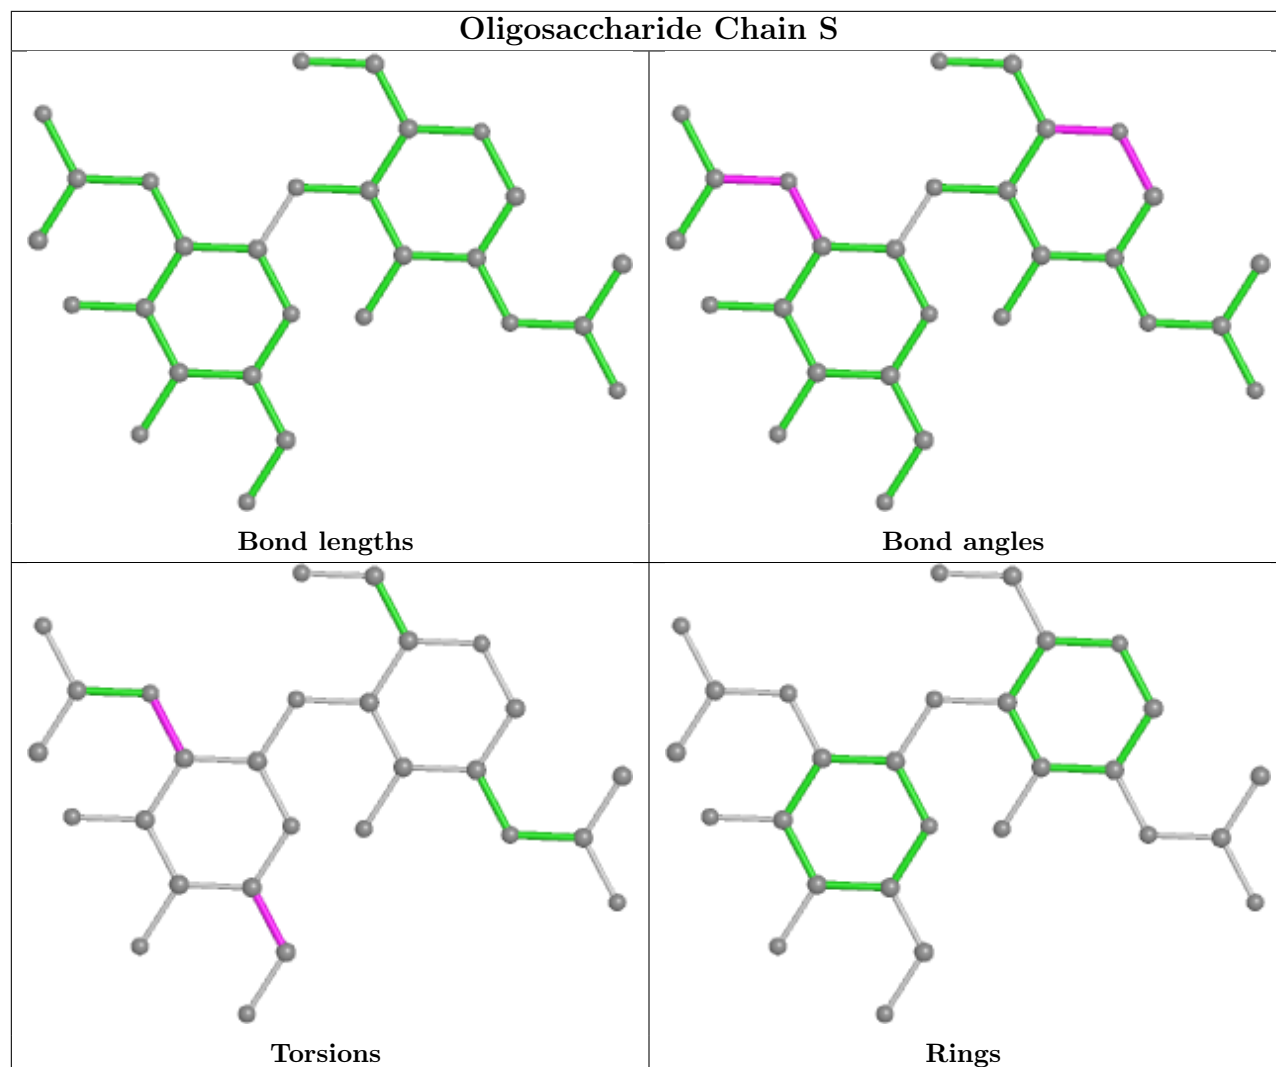 Oligosaccharide Chain S
Bond lengths
Bond angles
Torsions
Rings